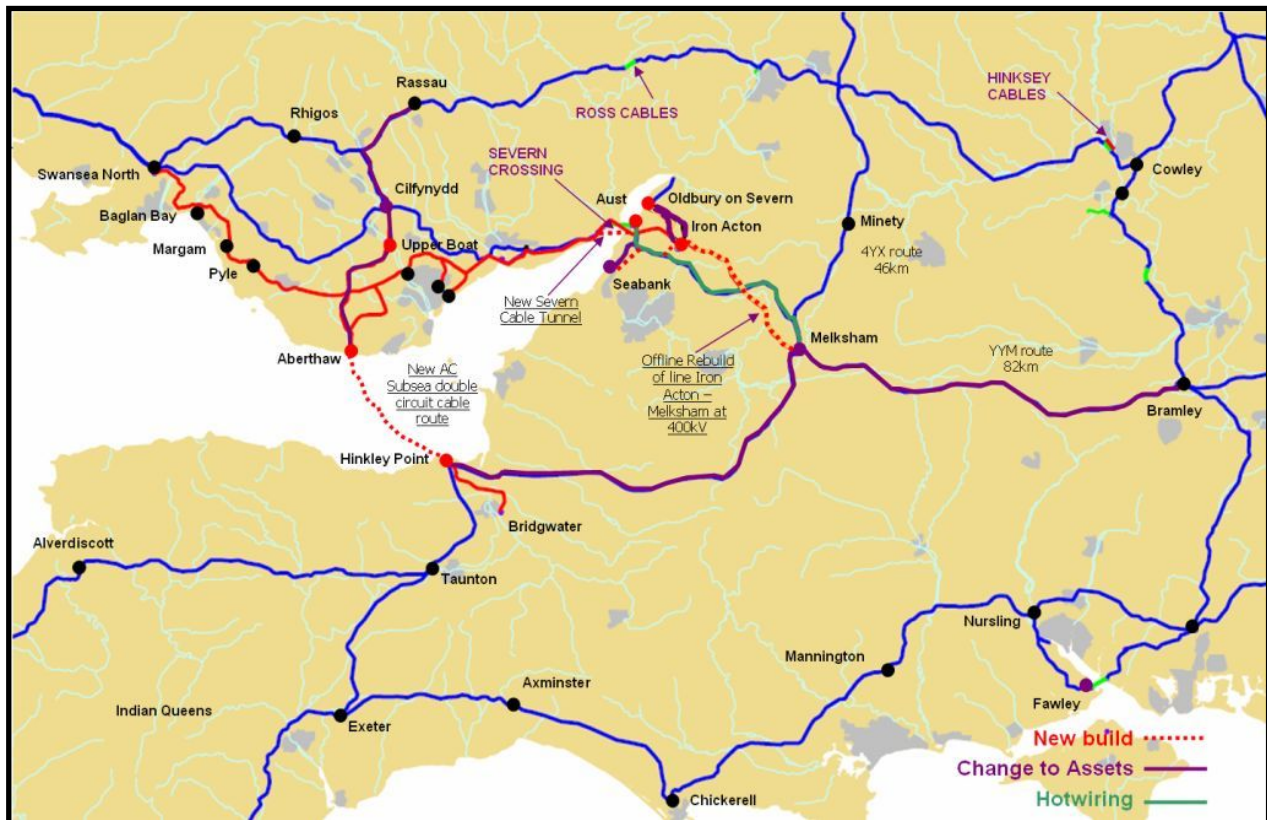 Rassau
Rhigos
ROSS CABLES
HINKSEY
CABLES
Swansea North
SEVERN
CROSSING
Cilfynydd
Aust
Oldbury on Severn
Cowley
Baglan Bay
Iron Acton
Minety
Margam
Upper Boat
4YX route
46km
Pyle
Seabank
New Severn
Cable Tunnel
Melksham
Aberthaw
New AC
Subsea double
circuit cable
route
Offline Rebuild
of line Iron
Acton –
Melksham at
400kV
YYM route
82km
Bramley
Hinkley Point
Bridgwater
Alverdiscott
Taunton
Nursling
Mannington
Axminster
Indian Queens
Exeter
Fawley
New build
Change to Assets
Hotwiring
Chickerell